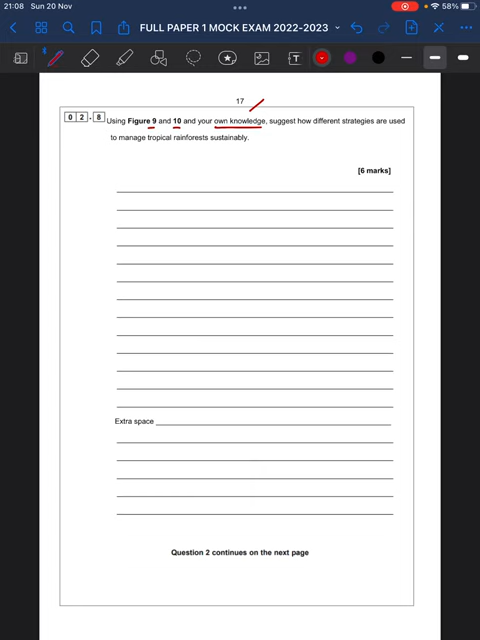 21:08 Sun 20 Nov
58%
FULL PAPER 1 MOCK EXAM 2022-2023
T
17
0 2 . 8 Using Figure 9 and 10 and your own knowledge, suggest how different strategies are used
to manage tropical rainforests sustainably.
[6 marks]
Extra space
Question 2 continues on the next page